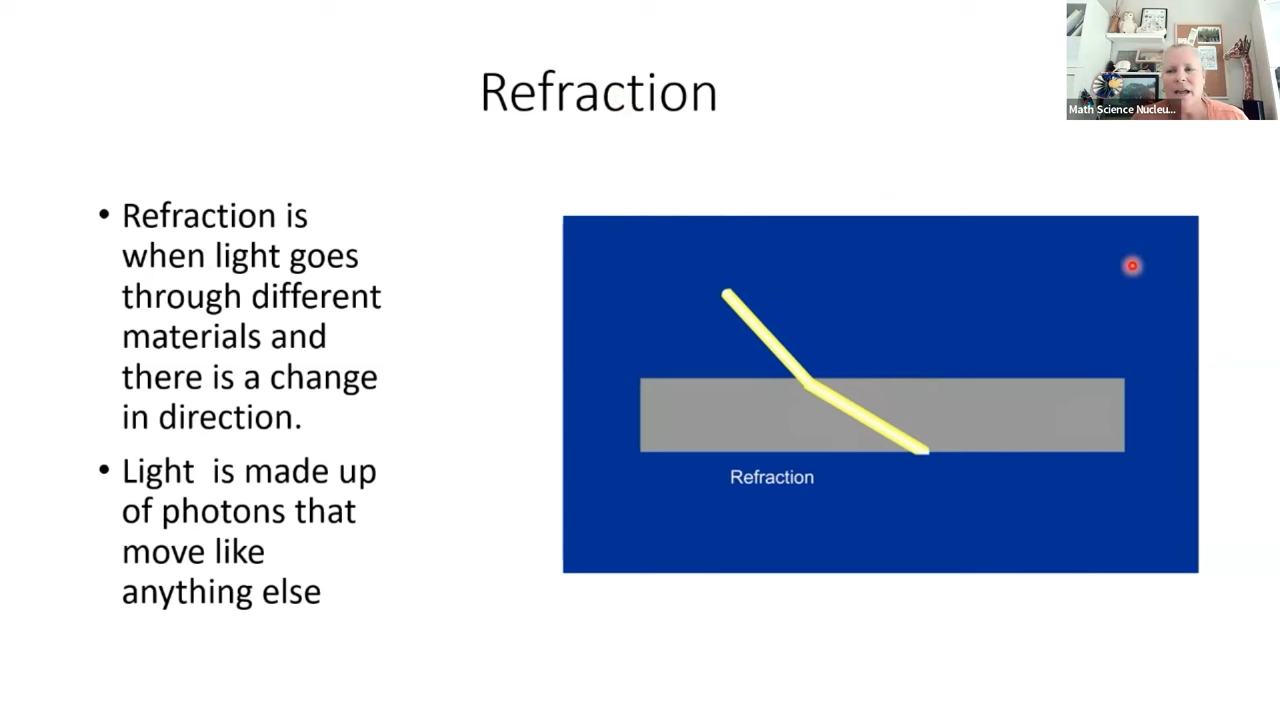 Refraction
Math Science Nucleu...
• Refraction is
when light goes
through different
materials and
there is a change
in direction.
• Light  is made up
of photons that
move like
anything else
Refraction